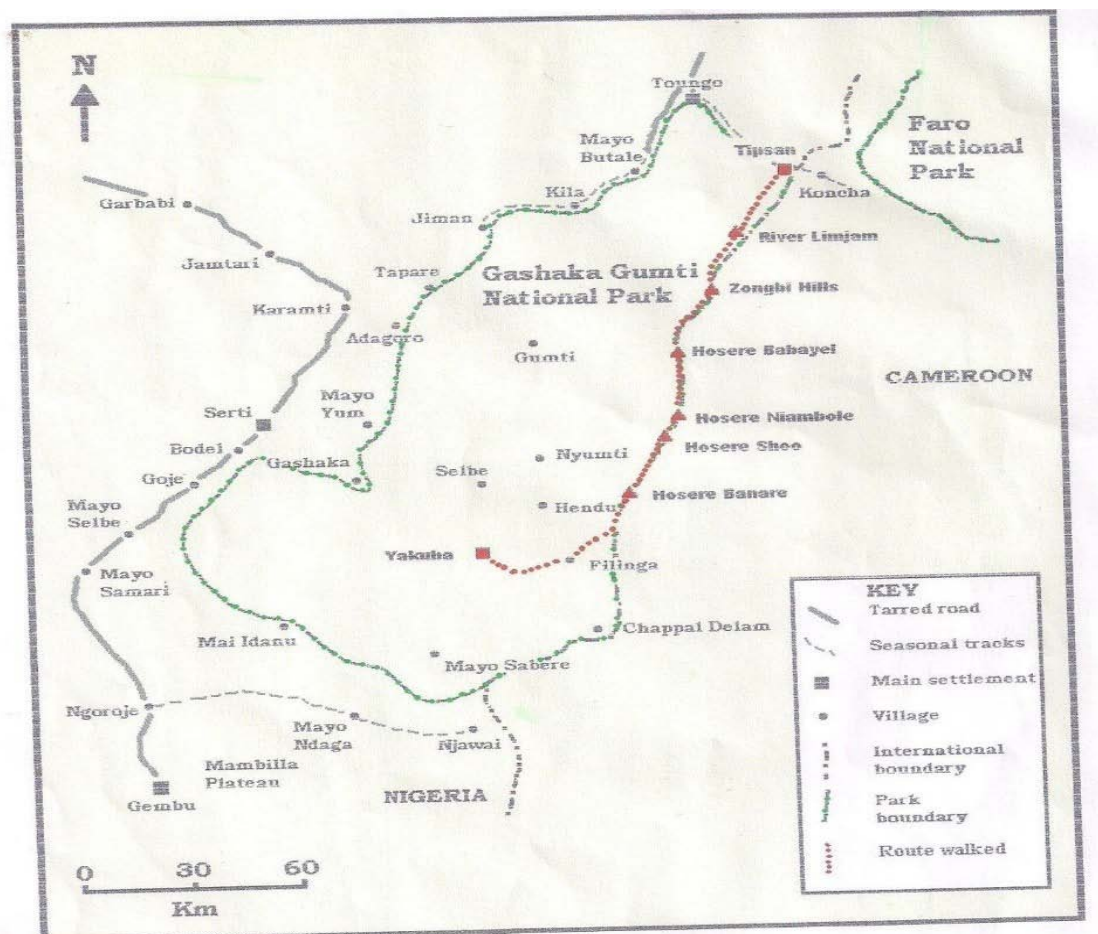 N
Toungo
Faro
National
Park
Mayo
Butale
Tipsan
Koncha
Kila
Garbabi
Jiman
River Limjam
Jamtari
Tapare
Gashaka Gumti
National Park
Zongbi Hills
Karamti
Adagoro
Gumti
Hosere Babayel
CAMEROON
Mayo
Yum
Serti
Hosere Niambole
Hosere Shoo
Bodel
Gashaka
Nyumti
Selbe
Goje
Hosere Banare
Mayo
Selbe
Hendu
Yakuba
Filinga
Mayo
Samari
Mai Idanu
Chappal Delam
Mayo Sabere
Ngoroje
Mayo
Ndaga
Njawai
Mambilla
Plateau
Gembu
NIGERIA
KEY
Tarred road
Seasonal tracks
Main settlement
Village
International
boundary
Park
boundary
Route walked
0 30 60
Km